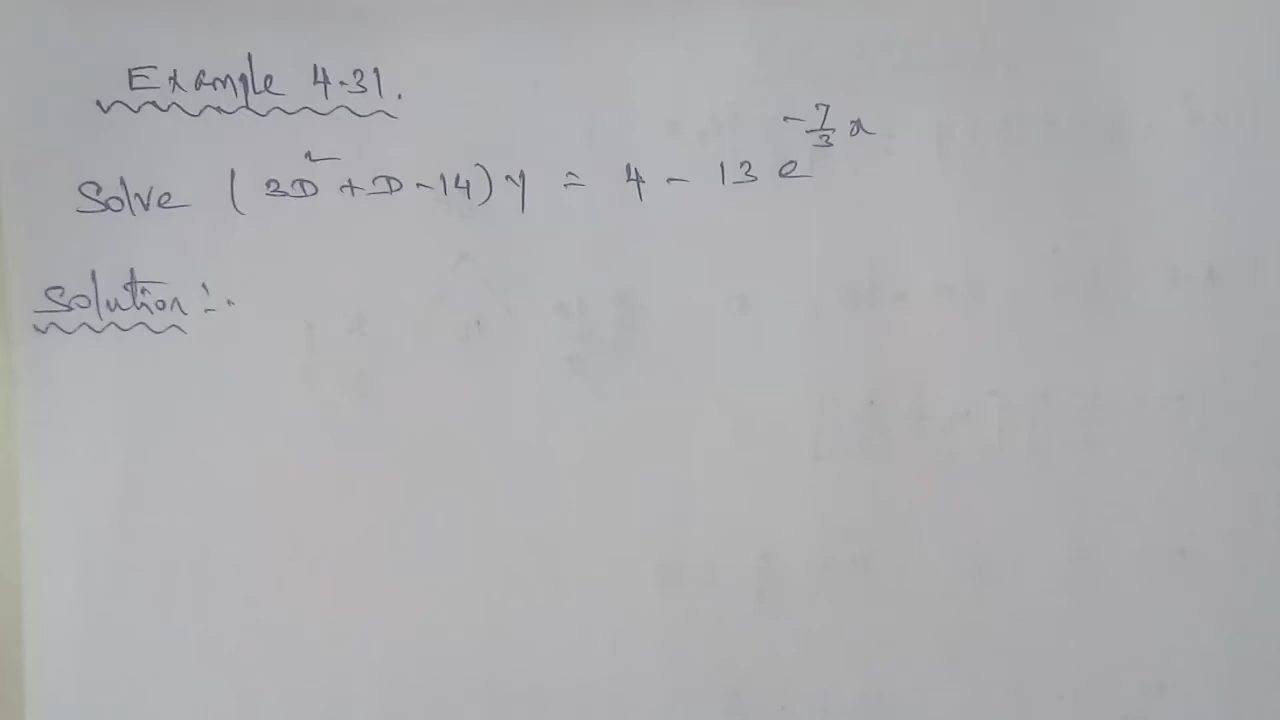 Example 4.31.
Solve (3D² + D - 14) y = 4 - 13 e^{-7/3 x}
Solution :-